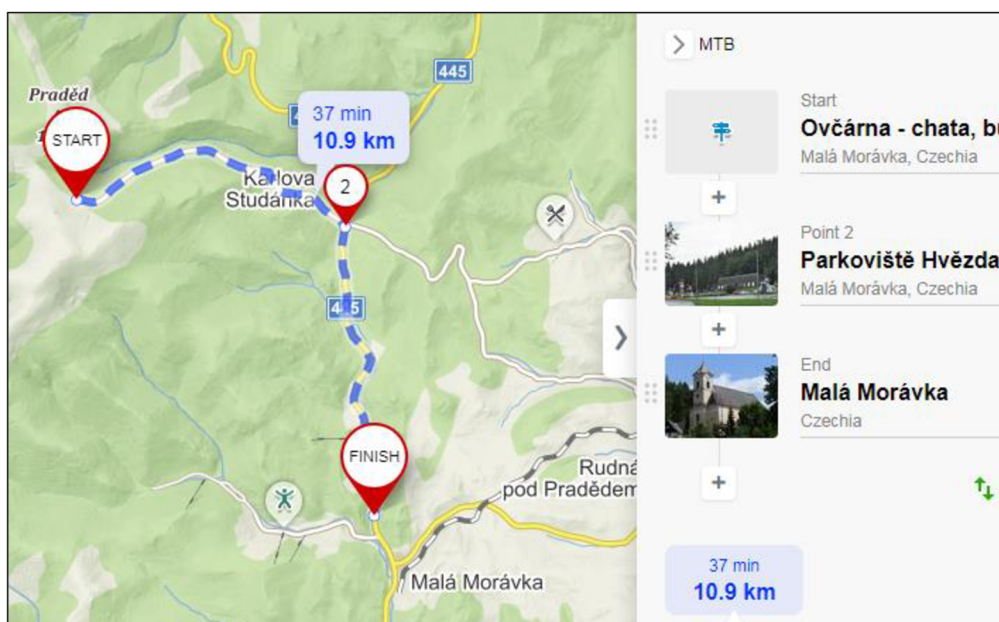 Praděd
START
445
37 min
10.9 km
Karlova
Studánka
2
445
FINISH
Rudná
pod Pradědem
Malá Morávka
MTB
Start
Ovčárna - chata, bu
Malá Morávka, Czechia
Point 2
Parkoviště Hvězda
Malá Morávka, Czechia
End
Malá Morávka
Czechia
37 min
10.9 km